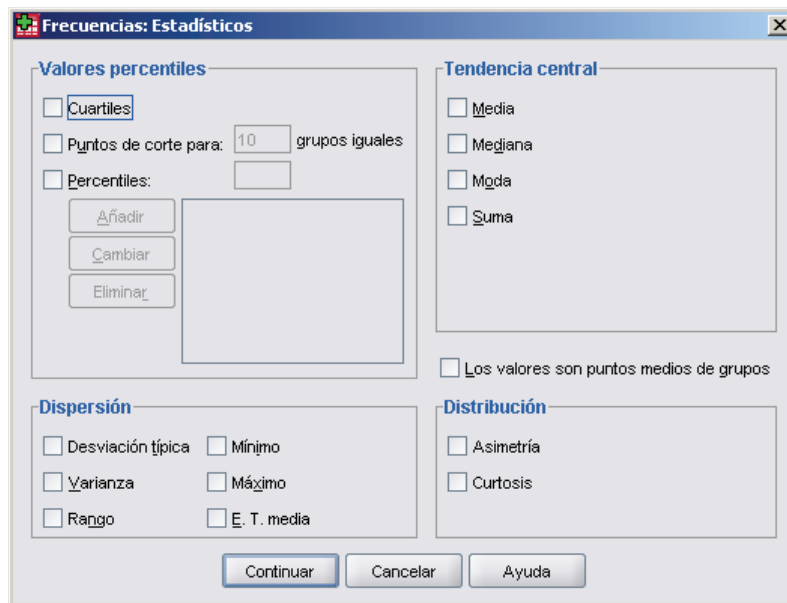 Frecuencias: Estadísticos
Valores percentiles
Cuartiles
Puntos de corte para: 10 grupos iguales
Percentiles:
Añadir
Cambiar
Eliminar
Tendencia central
Media
Mediana
Moda
Suma
Los valores son puntos medios de grupos
Dispersión
Desviación típica
Mínimo
Varianza
Máximo
Rango
E. T. media
Distribución
Asimetría
Curtosis
Continuar
Cancelar
Ayuda